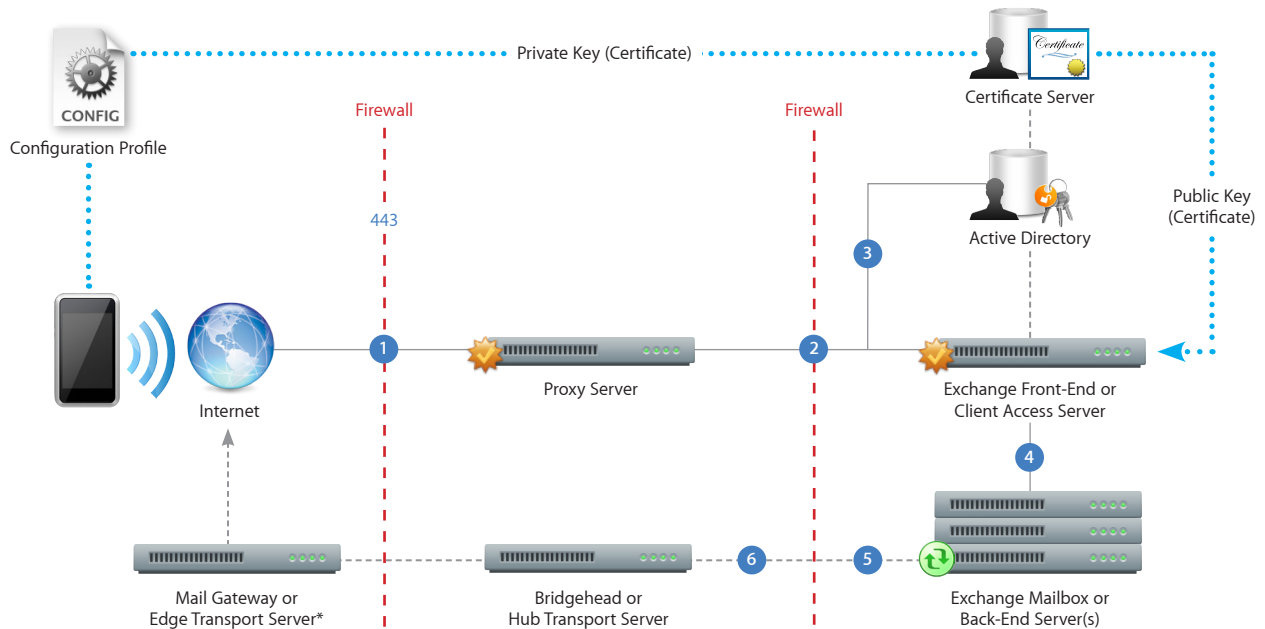 Private Key (Certificate)
Certificate
CONFIG
Certificate Server
Configuration Profile
Firewall
Firewall
443
Public Key
(Certificate)
Active Directory
3
1
2
Proxy Server
Exchange Front-End or
Client Access Server
Internet
4
6
5
Mail Gateway or
Edge Transport Server*
Bridgehead or
Hub Transport Server
Exchange Mailbox or
Back-End Server(s)